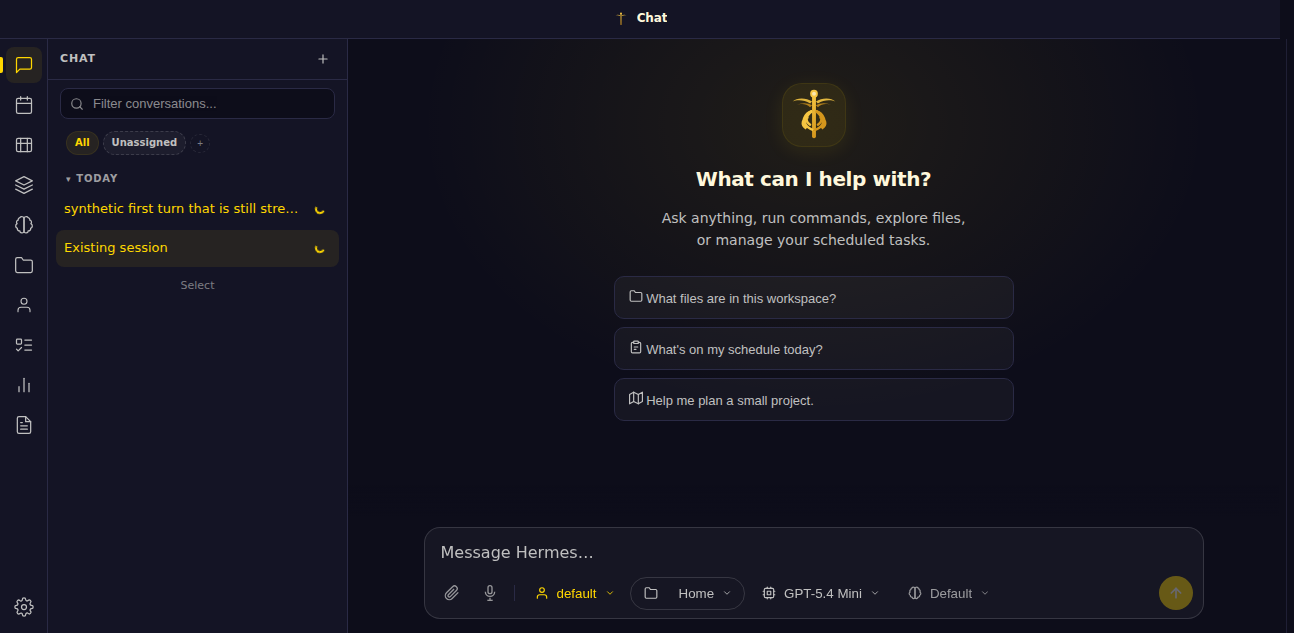 Chat
CHAT
Filter conversations...
All
Unassigned
+
TODAY
synthetic first turn that is still stre...
Existing session
Select
What can I help with?
Ask anything, run commands, explore files,
or manage your scheduled tasks.
What files are in this workspace?
What's on my schedule today?
Help me plan a small project.
Message Hermes...
default
Home
GPT-5.4 Mini
Default